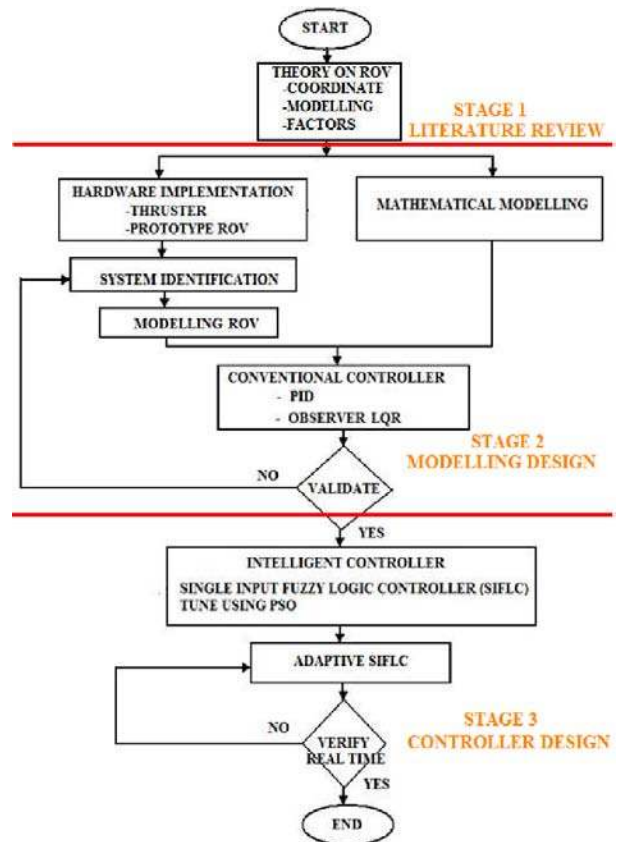 START
THEORY ON ROV
-COORDINATE
-MODELLING
-FACTORS
STAGE 1
LITERATURE REVIEW
HARDWARE IMPLEMENTATION
-THRUSTER
-PROTOTYPE ROV
MATHEMATICAL MODELLING
SYSTEM IDENTIFICATION
MODELLING ROV
CONVENTIONAL CONTROLLER
- PID
- OBSERVER LQR
STAGE 2
MODELLING DESIGN
NO
VALIDATE
YES
INTELLIGENT CONTROLLER
SINGLE INPUT FUZZY LOGIC CONTROLLER (SIFLC)
TUNE USING PSO
ADAPTIVE SIFLC
STAGE 3
CONTROLLER DESIGN
NO
VERIFY
REAL TIME
YES
END